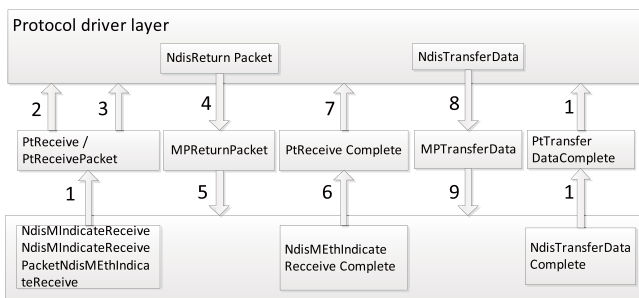 Protocol driver layer
NdisReturn Packet
NdisTransferData
2
3
4
7
8
1
PtReceive /
PtReceivePacket
MPReturnPacket
PtReceive Complete
MPTransferData
PtTransfer
DataComplete
1
5
6
9
1
NdisMIndicateReceive
NdisMIndicateReceive
PacketNdisMEthIndica
teReceive
NdisMEthIndicate
Recceive Complete
NdisTransferData
Complete